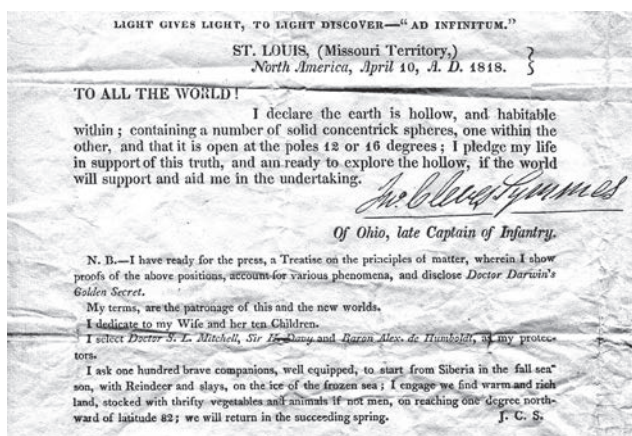 LIGHT GIVES LIGHT, TO LIGHT DISCOVER—"AD INFINITUM."
ST. LOUIS, (Missouri Territory,)
North America, April 10, A. D. 1818.
TO ALL THE WORLD!
I declare the earth is hollow, and habitable
within; containing a number of solid concentrick spheres, one within the
other, and that it is open at the poles 12 or 16 degrees; I pledge my life
in support of this truth, and am ready to explore the hollow, if the world
will support and aid me in the undertaking.
Jno. Cleves Symmes
Of Ohio, late Captain of Infantry.
N. B.—I have ready for the press, a Treatise on the principles of matter, wherein I show
proofs of the above positions, account for various phenomena, and disclose Doctor Darwin's
Golden Secret.
My terms, are the patronage of this and the new worlds.
I dedicate to my Wife and her ten Children.
I select Doctor S. L. Mitchell, Sir H. Davy and Baron Alex. de Humboldt, as my protec-
tors.
I ask one hundred brave companions, well equipped, to start from Siberia in the fall sea-
son, with Reindeer and slays, on the ice of the frozen sea; I engage we find warm and rich
land, stocked with thrifty vegetables and animals if not men, on reaching one degree north-
ward of latitude 82; we will return in the succeeding spring. J. C. S.